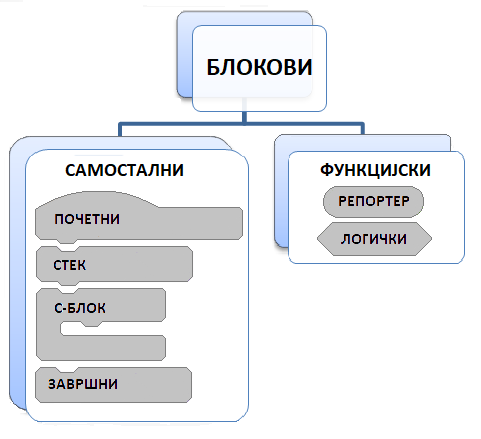 БЛОКОВИ
САМОСТАЛНИ
ПОЧЕТНИ
СТЕК
С-БЛОК
ЗАВРШНИ
ФУНКЦИЈСКИ
РЕПОРТЕР
ЛОГИЧКИ